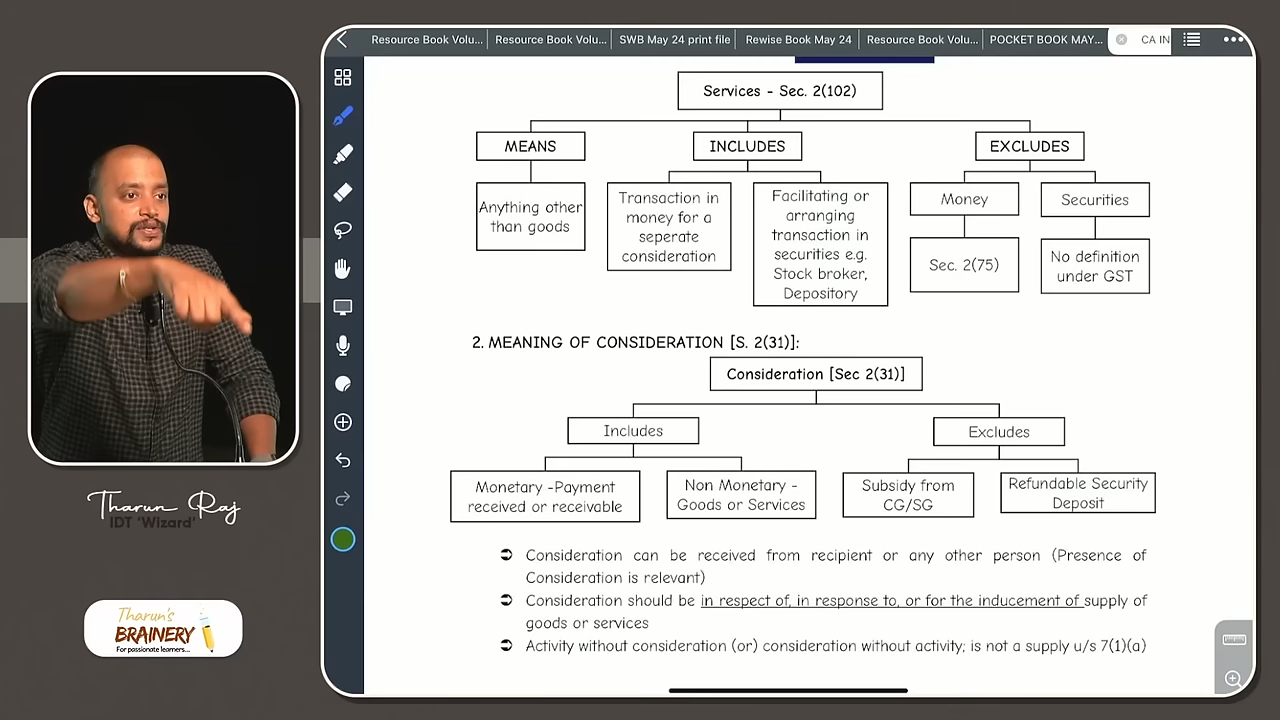 Resource Book Volu...
Resource Book Volu...
SWB May 24 print file
Rewise Book May 24
Resource Book Volu...
POCKET BOOK MAY...
CA IN
Services - Sec. 2(102)
MEANS
INCLUDES
EXCLUDES
Anything other
than goods
Transaction in
money for a
seperate
consideration
Facilitating or
arranging
transaction in
securities e.g.
Stock broker,
Depository
Money
Securities
Sec. 2(75)
No definition
under GST
2. MEANING OF CONSIDERATION [S. 2(31)]:
Consideration [Sec 2(31)]
Includes
Excludes
Monetary -Payment
received or receivable
Non Monetary -
Goods or Services
Subsidy from
CG/SG
Refundable Security
Deposit
Consideration can be received from recipient or any other person (Presence of
Consideration is relevant)
Consideration should be in respect of, in response to, or for the inducement of supply of
goods or services
Activity without consideration (or) consideration without activity; is not a supply u/s 7(1)(a)
Tharun Raj
IDT 'Wizard'
Tharun's
BRAINERY
For passionate learners...